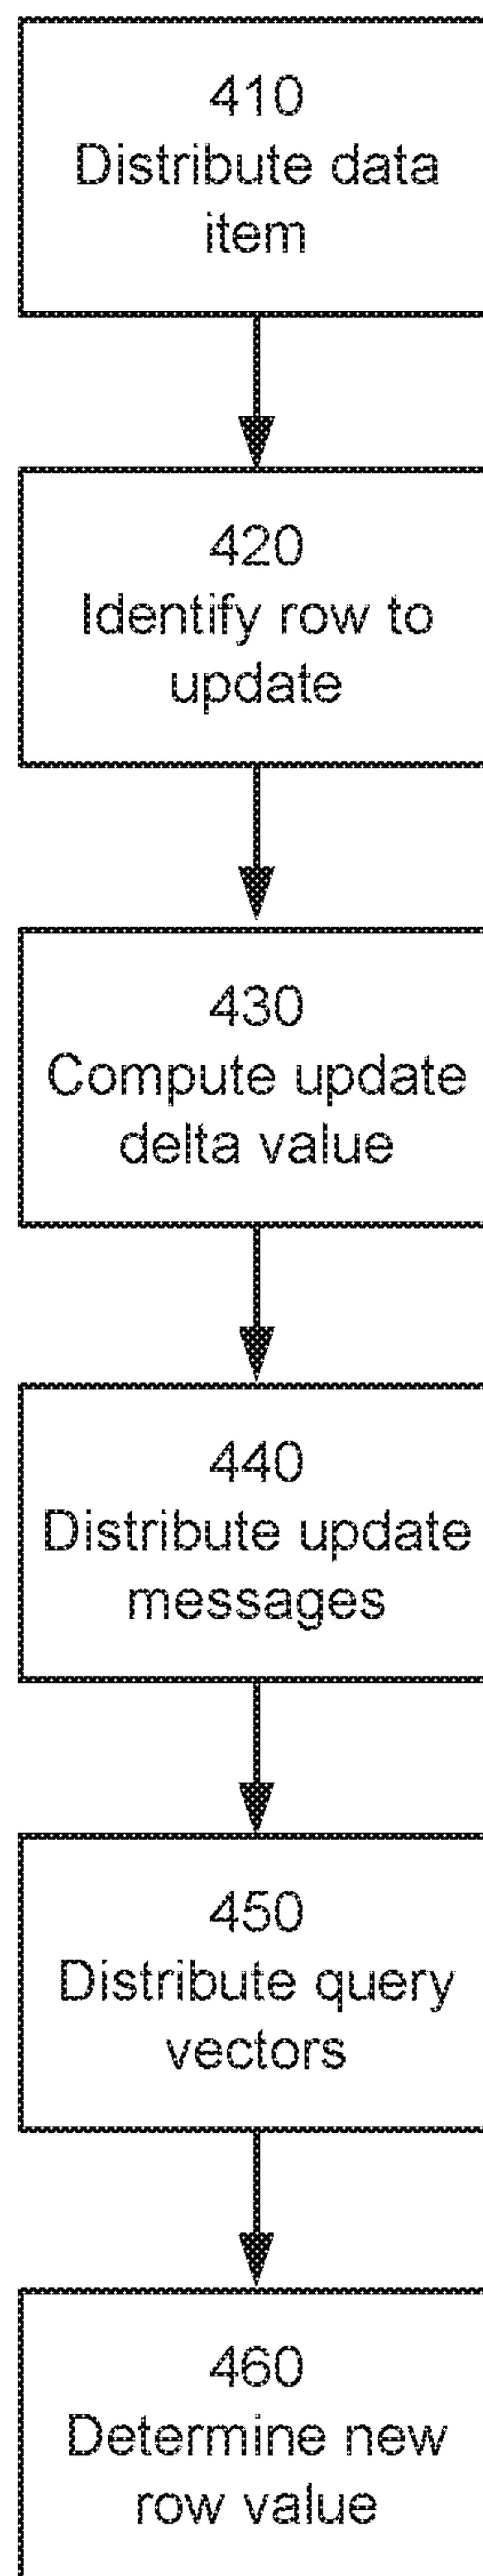 410
Distribute data
item
420
Identify row to
update
430
Compute update
delta value
440
Distribute update
messages
450
Distribute query
vectors
460
Determine new
row value